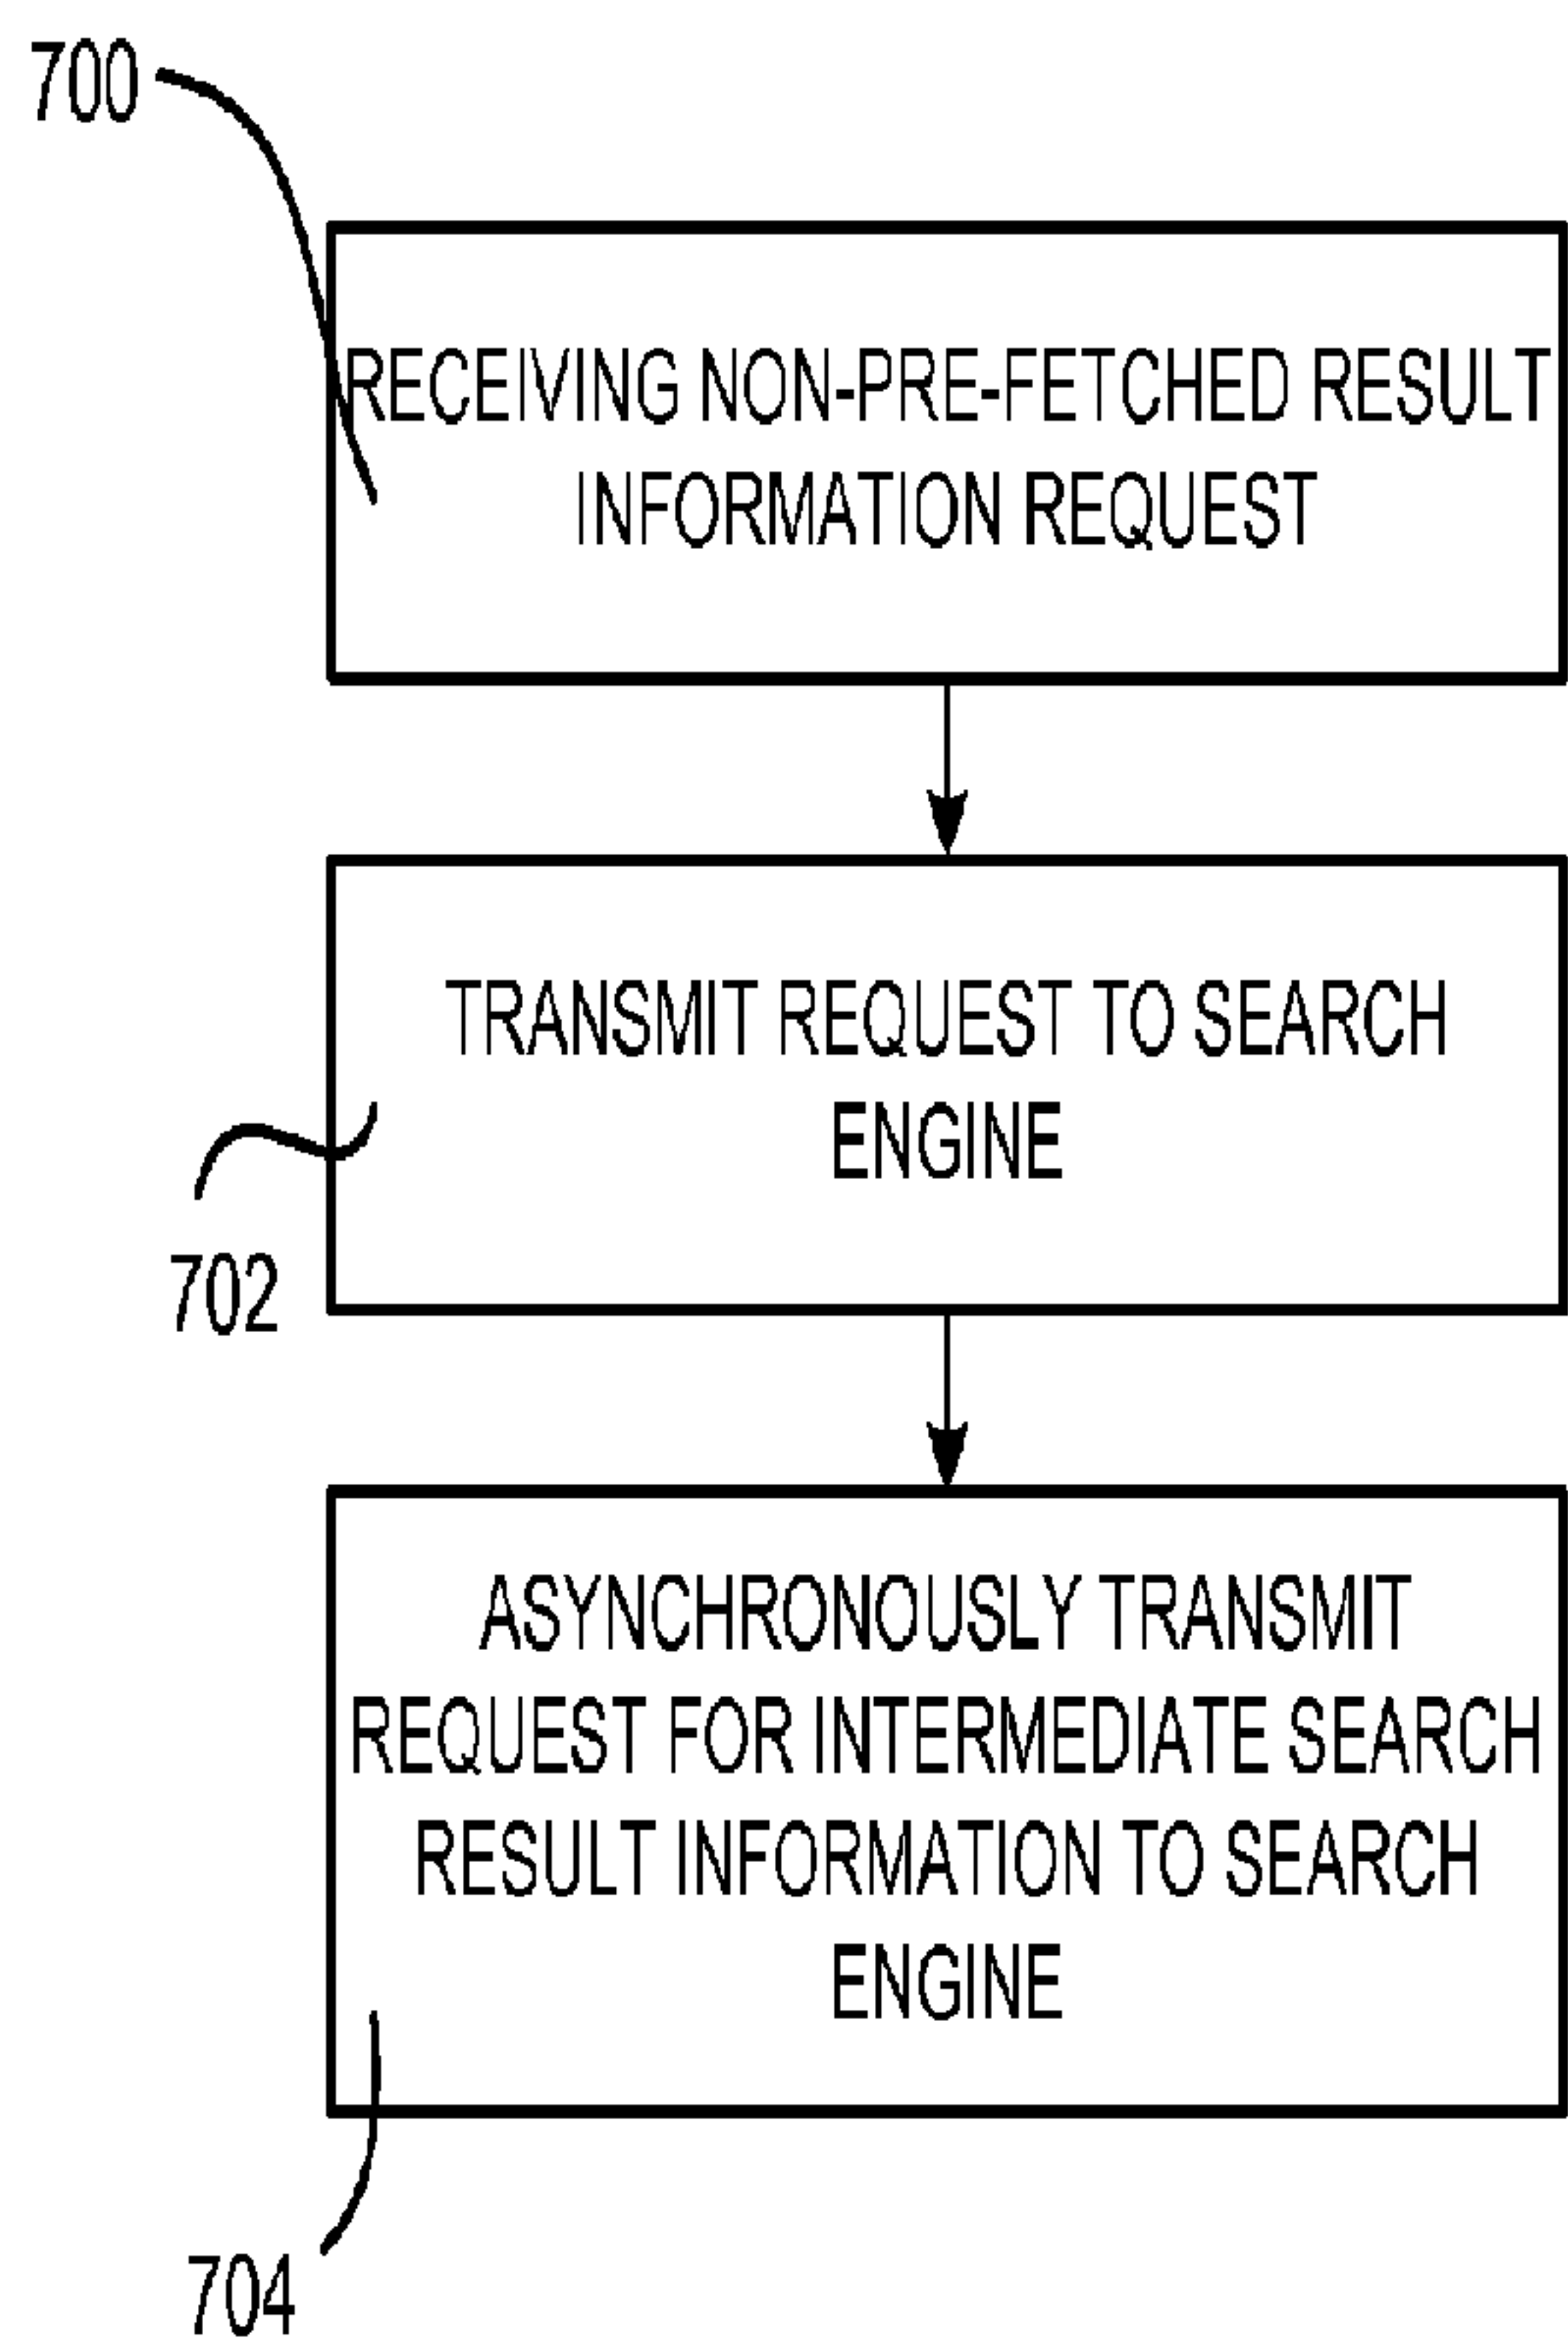 700
RECEIVING NON-PRE-FETCHED RESULT
INFORMATION REQUEST
TRANSMIT REQUEST TO SEARCH
ENGINE
702
ASYNCHRONOUSLY TRANSMIT
REQUEST FOR INTERMEDIATE SEARCH
RESULT INFORMATION TO SEARCH
ENGINE
704